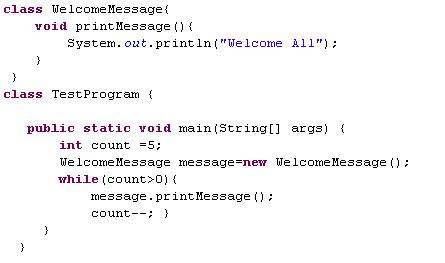 class WelcomeMessage{
    void printMessage(){
        System.out.println("Welcome All");
    }
 }
class TestProgram {
   public static void main(String[] args) {
       int count =5;
       WelcomeMessage message=new WelcomeMessage();
       while(count>0){
           message.printMessage();
           count--; }
     }
  }